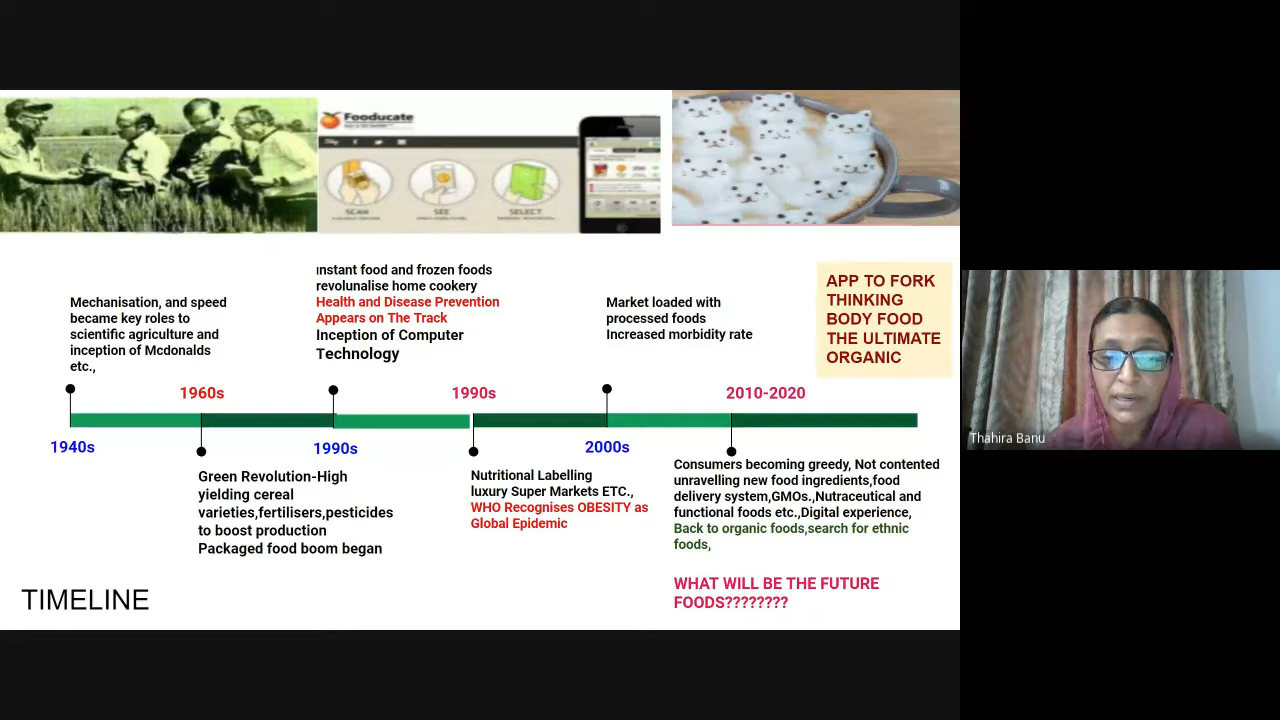 Fooducate
SCAN
SEE
SELECT
Instant food and frozen foods
revolunalise home cookery
Health and Disease Prevention
Appears on The Track
Inception of Computer
Technology
Mechanisation, and speed
became key roles to
scientific agriculture and
inception of Mcdonalds
etc.,
Market loaded with
processed foods
Increased morbidity rate
APP TO FORK
THINKING
BODY FOOD
THE ULTIMATE
ORGANIC
1960s
1990s
2010-2020
1940s
1990s
2000s
Green Revolution-High
yielding cereal
varieties,fertilisers,pesticides
to boost production
Packaged food boom began
Nutritional Labelling
luxury Super Markets ETC.,
WHO Recognises OBESITY as
Global Epidemic
Consumers becoming greedy, Not contented
unravelling new food ingredients,food
delivery system,GMOs.,Nutraceutical and
functional foods etc.,Digital experience,
Back to organic foods,search for ethnic
foods,
WHAT WILL BE THE FUTURE
FOODS????????
TIMELINE
Thahira Banu